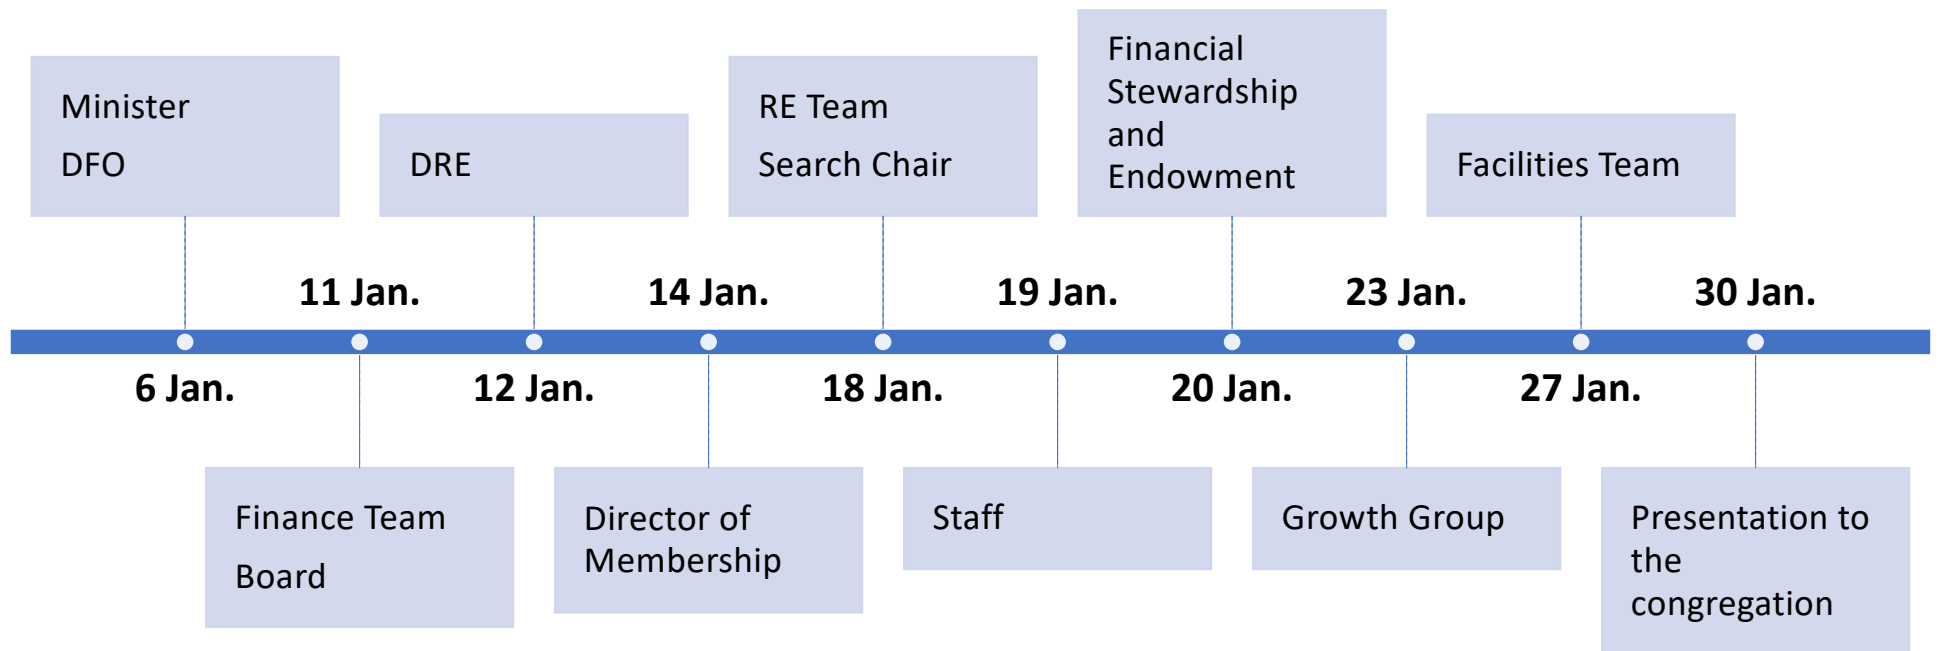 Minister
DFO
DRE
RE Team
Search Chair
Financial
Stewardship
and
Endowment
Facilities Team
11 Jan.
14 Jan.
19 Jan.
23 Jan.
30 Jan.
6 Jan.
12 Jan.
18 Jan.
20 Jan.
27 Jan.
Finance Team
Board
Director of
Membership
Staff
Growth Group
Presentation to
the
congregation